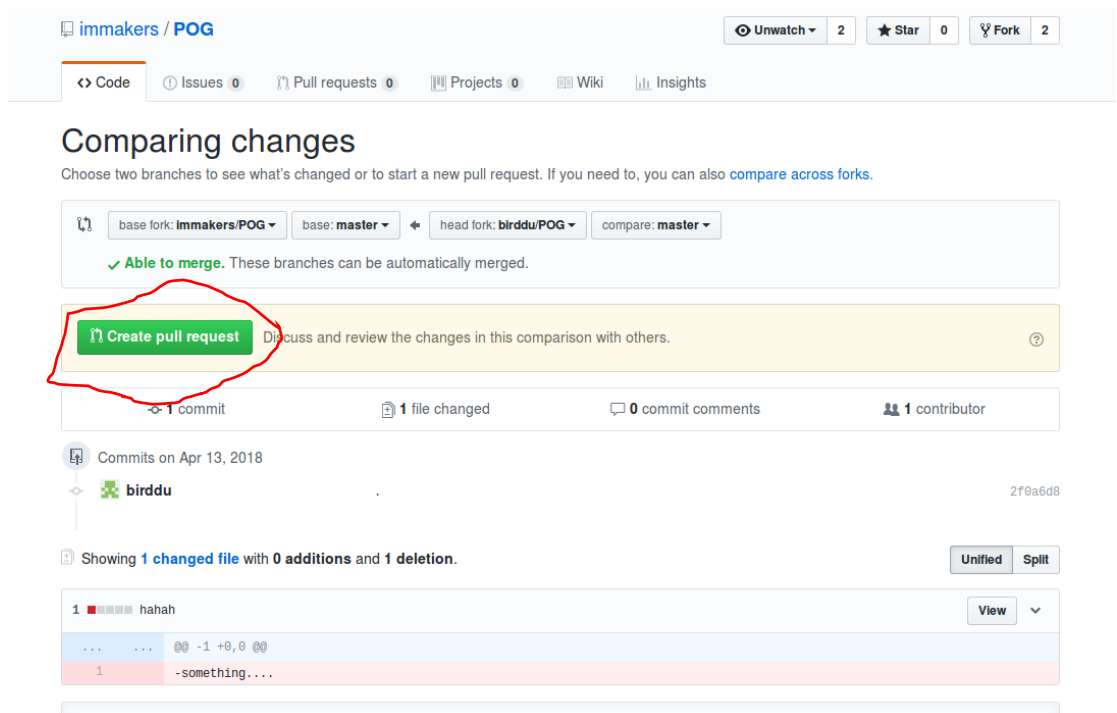 immakers / POG
Unwatch 2 Star 0 Fork 2
Code Issues 0 Pull requests 0 Projects 0 Wiki Insights
Comparing changes
Choose two branches to see what's changed or to start a new pull request. If you need to, you can also compare across forks.
base fork: immakers/POG base: master head fork: birddu/POG compare: master
Able to merge. These branches can be automatically merged.
Create pull request Discuss and review the changes in this comparison with others.
1 commit 1 file changed 0 commit comments 1 contributor
Commits on Apr 13, 2018
birddu . 2f0a6d8
Showing 1 changed file with 0 additions and 1 deletion. Unified Split
1 hahah View
... ... @@ -1 +0,0 @@
1 -something....